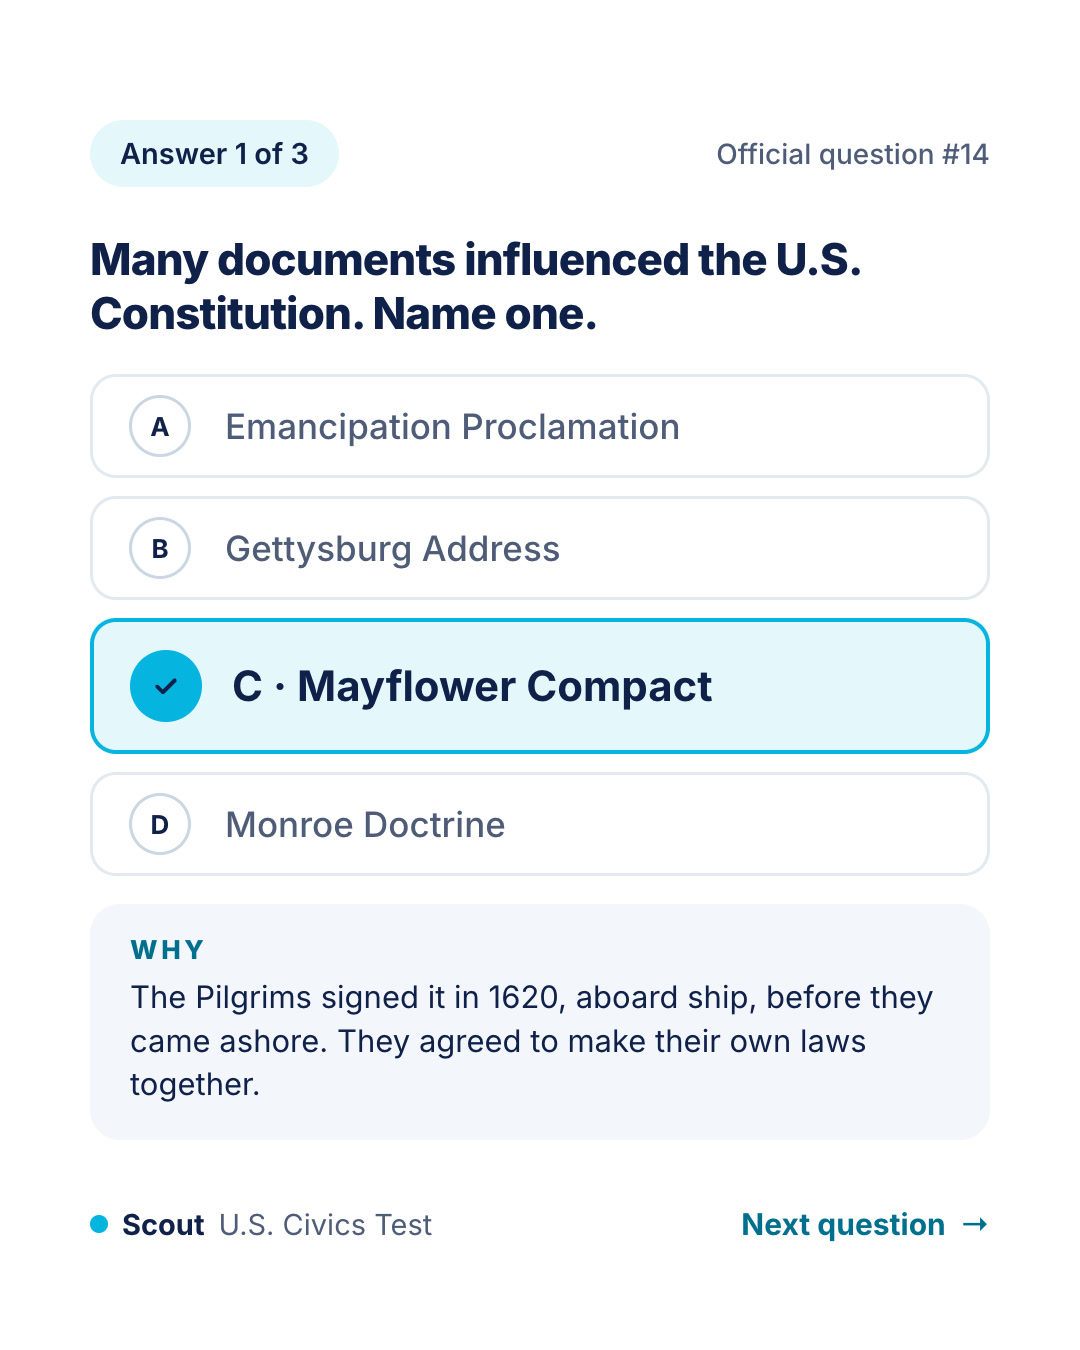 Answer 1 of 3
Official question #14
Many documents influenced the U.S.
Constitution. Name one.
A Emancipation Proclamation
B Gettysburg Address
C · Mayflower Compact
D Monroe Doctrine
WHY
The Pilgrims signed it in 1620, aboard ship, before they
came ashore. They agreed to make their own laws
together.
Scout U.S. Civics Test
Next question →